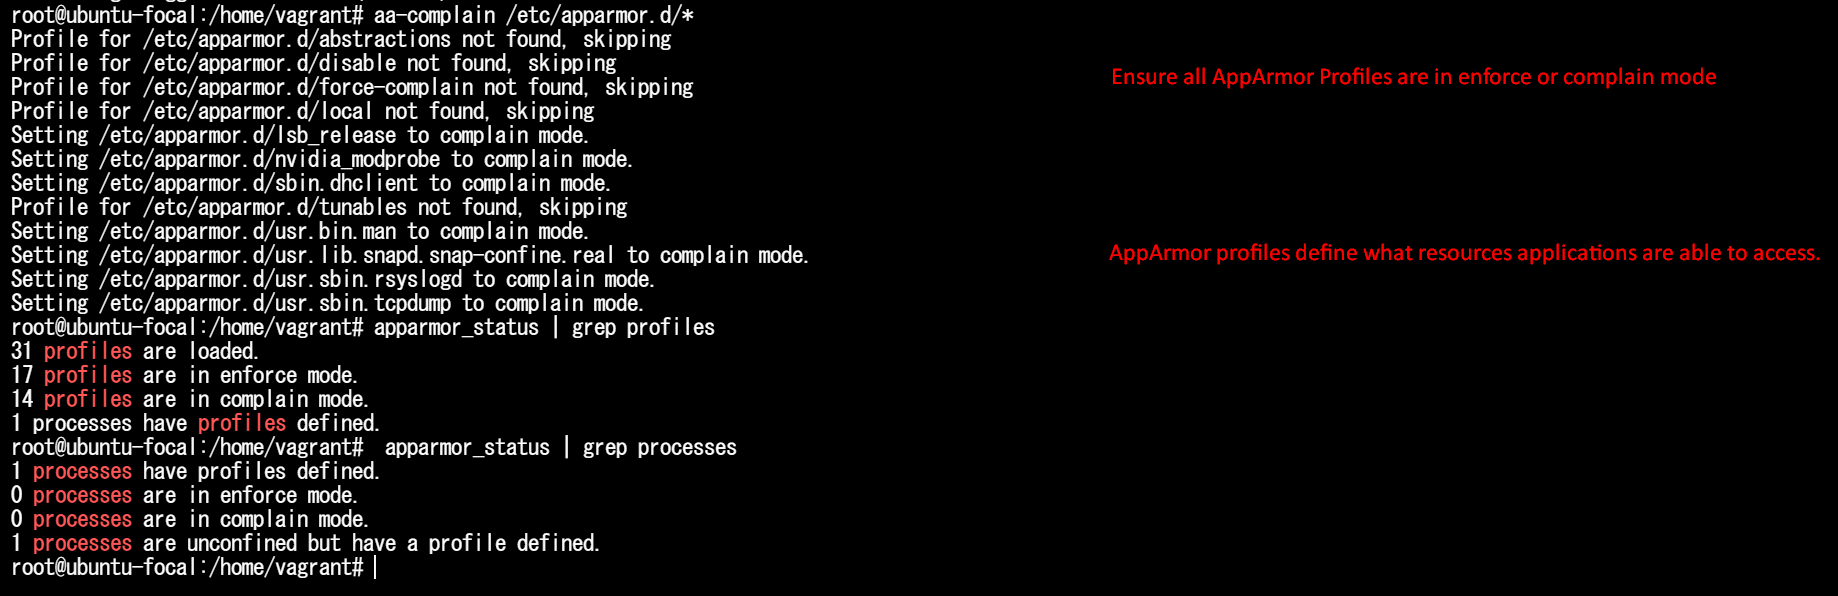 root@ubuntu-focal:/home/vagrant# aa-complain /etc/apparmor.d/*
Profile for /etc/apparmor.d/abstractions not found, skipping
Profile for /etc/apparmor.d/disable not found, skipping
Ensure all AppArmor Profiles are in enforce or complain mode
Profile for /etc/apparmor.d/force-complain not found, skipping
Profile for /etc/apparmor.d/local not found, skipping
Setting /etc/apparmor.d/lsb_release to complain mode.
Setting /etc/apparmor.d/nvidia_modprobe to complain mode.
Setting /etc/apparmor.d/sbin.dhclient to complain mode.
Profile for /etc/apparmor.d/tunables not found, skipping
Setting /etc/apparmor.d/usr.bin.man to complain mode.
Setting /etc/apparmor.d/usr.lib.snapd.snap-confine.real to complain mode.
AppArmor profiles define what resources applications are able to access.
Setting /etc/apparmor.d/usr.sbin.rsyslogd to complain mode.
Setting /etc/apparmor.d/usr.sbin.tcpdump to complain mode.
root@ubuntu-focal:/home/vagrant# apparmor_status | grep profiles
31 profiles are loaded.
17 profiles are in enforce mode.
14 profiles are in complain mode.
1 processes have profiles defined.
root@ubuntu-focal:/home/vagrant#  apparmor_status | grep processes
1 processes have profiles defined.
0 processes are in enforce mode.
0 processes are in complain mode.
1 processes are unconfined but have a profile defined.
root@ubuntu-focal:/home/vagrant#